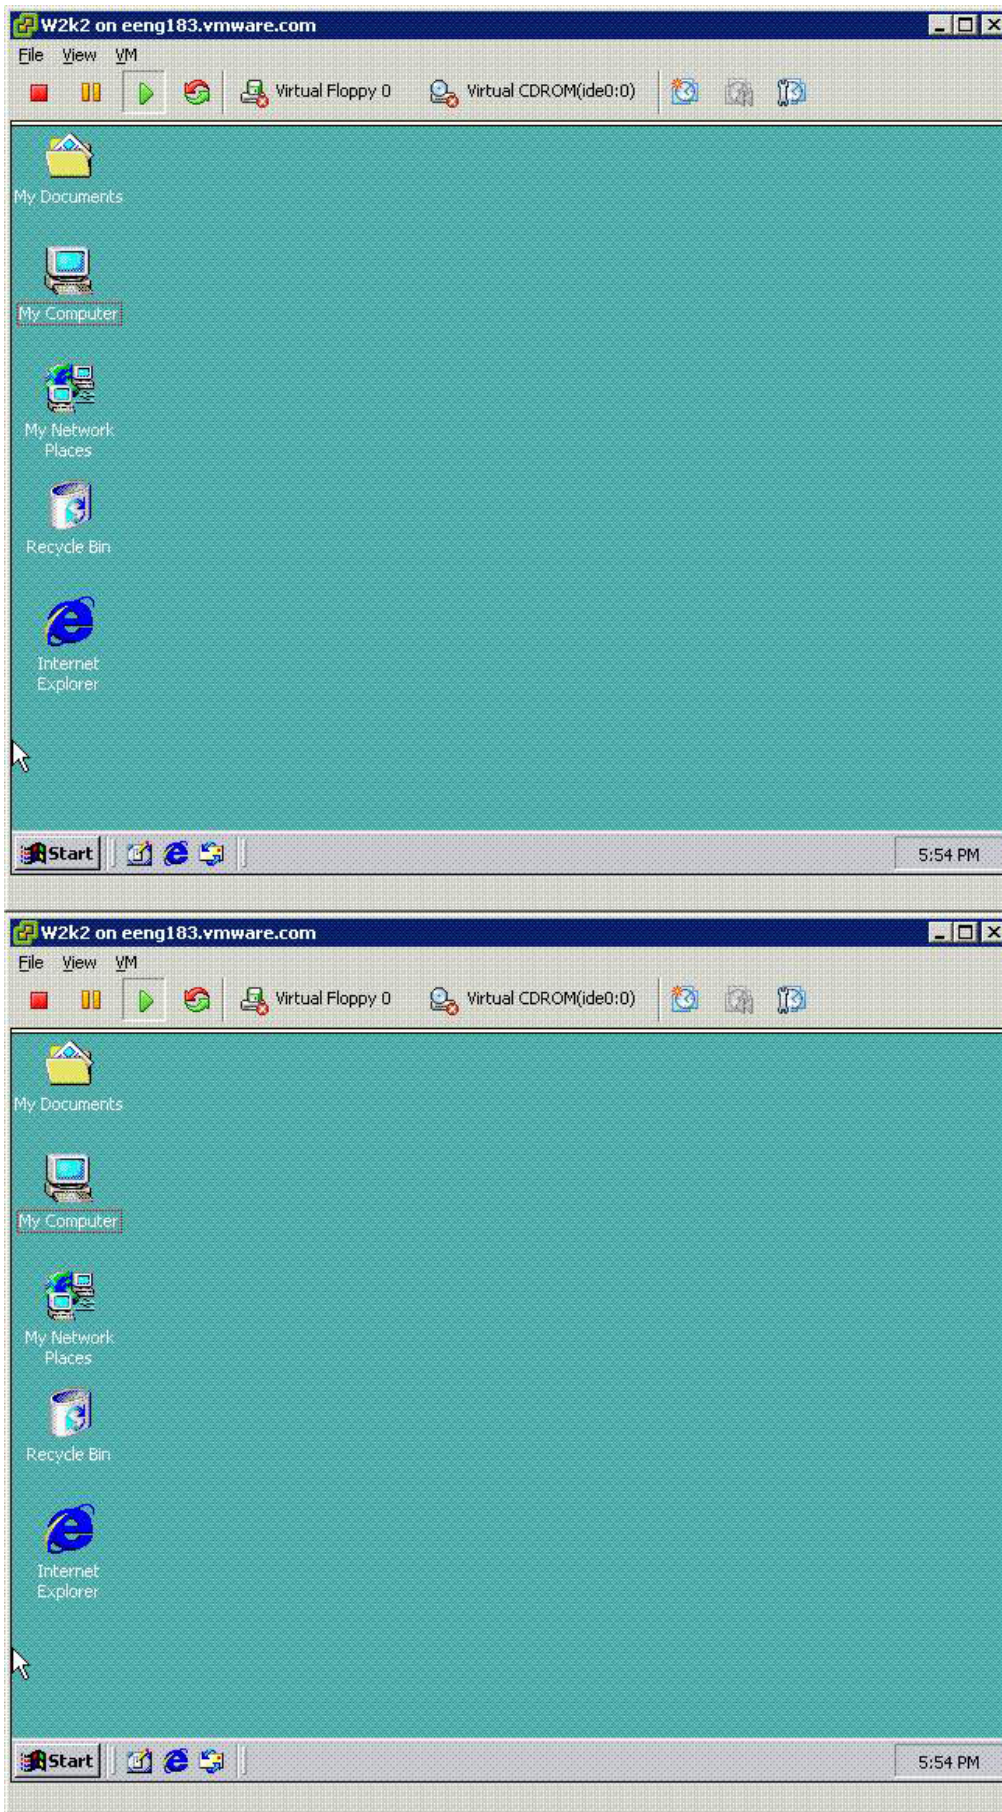 W2k2 on eeng183.vmware.com
File View VM
Virtual Floppy 0 Virtual CDROM(ide0:0)
My Documents
My Computer
My Network
Places
Recycle Bin
Internet
Explorer
Start 5:54 PM
W2k2 on eeng183.vmware.com
File View VM
Virtual Floppy 0 Virtual CDROM(ide0:0)
My Documents
My Computer
My Network
Places
Recycle Bin
Internet
Explorer
Start 5:54 PM